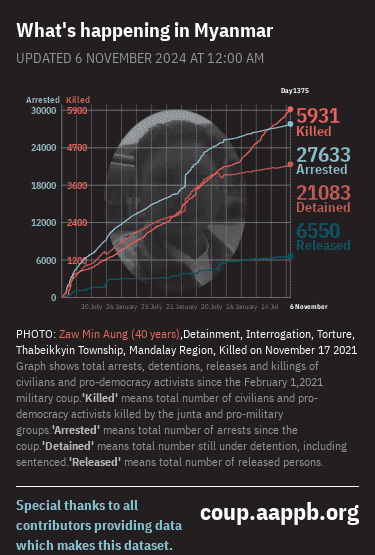 What's happening in Myanmar
UPDATED 6 NOVEMBER 2024 AT 12:00 AM
Day1375
Arrested Killed
30000 5900
24000 4700
18000 3600
12000 2400
6000 1200
0
5931
Killed
27633
Arrested
21083
Detained
6550
Released
30 July 26 January 25 July 21 January 20 July 16 January 14 Jul 6 November
PHOTO: Zaw Min Aung (40 years),Detainment, Interrogation, Torture,
Thabeikkyin Township, Mandalay Region, Killed on November 17 2021
Graph shows total arrests, detentions, releases and killings of
civilians and pro-democracy activists since the February 1,2021
military coup.'Killed' means total number of civilians and pro-
democracy activists killed by the junta and pro-military
groups.'Arrested' means total number of arrests since the
coup.'Detained' means total number still under detention, including
sentenced.'Released' means total number of released persons.
Special thanks to all
contributors providing data
which makes this dataset.
coup.aappb.org